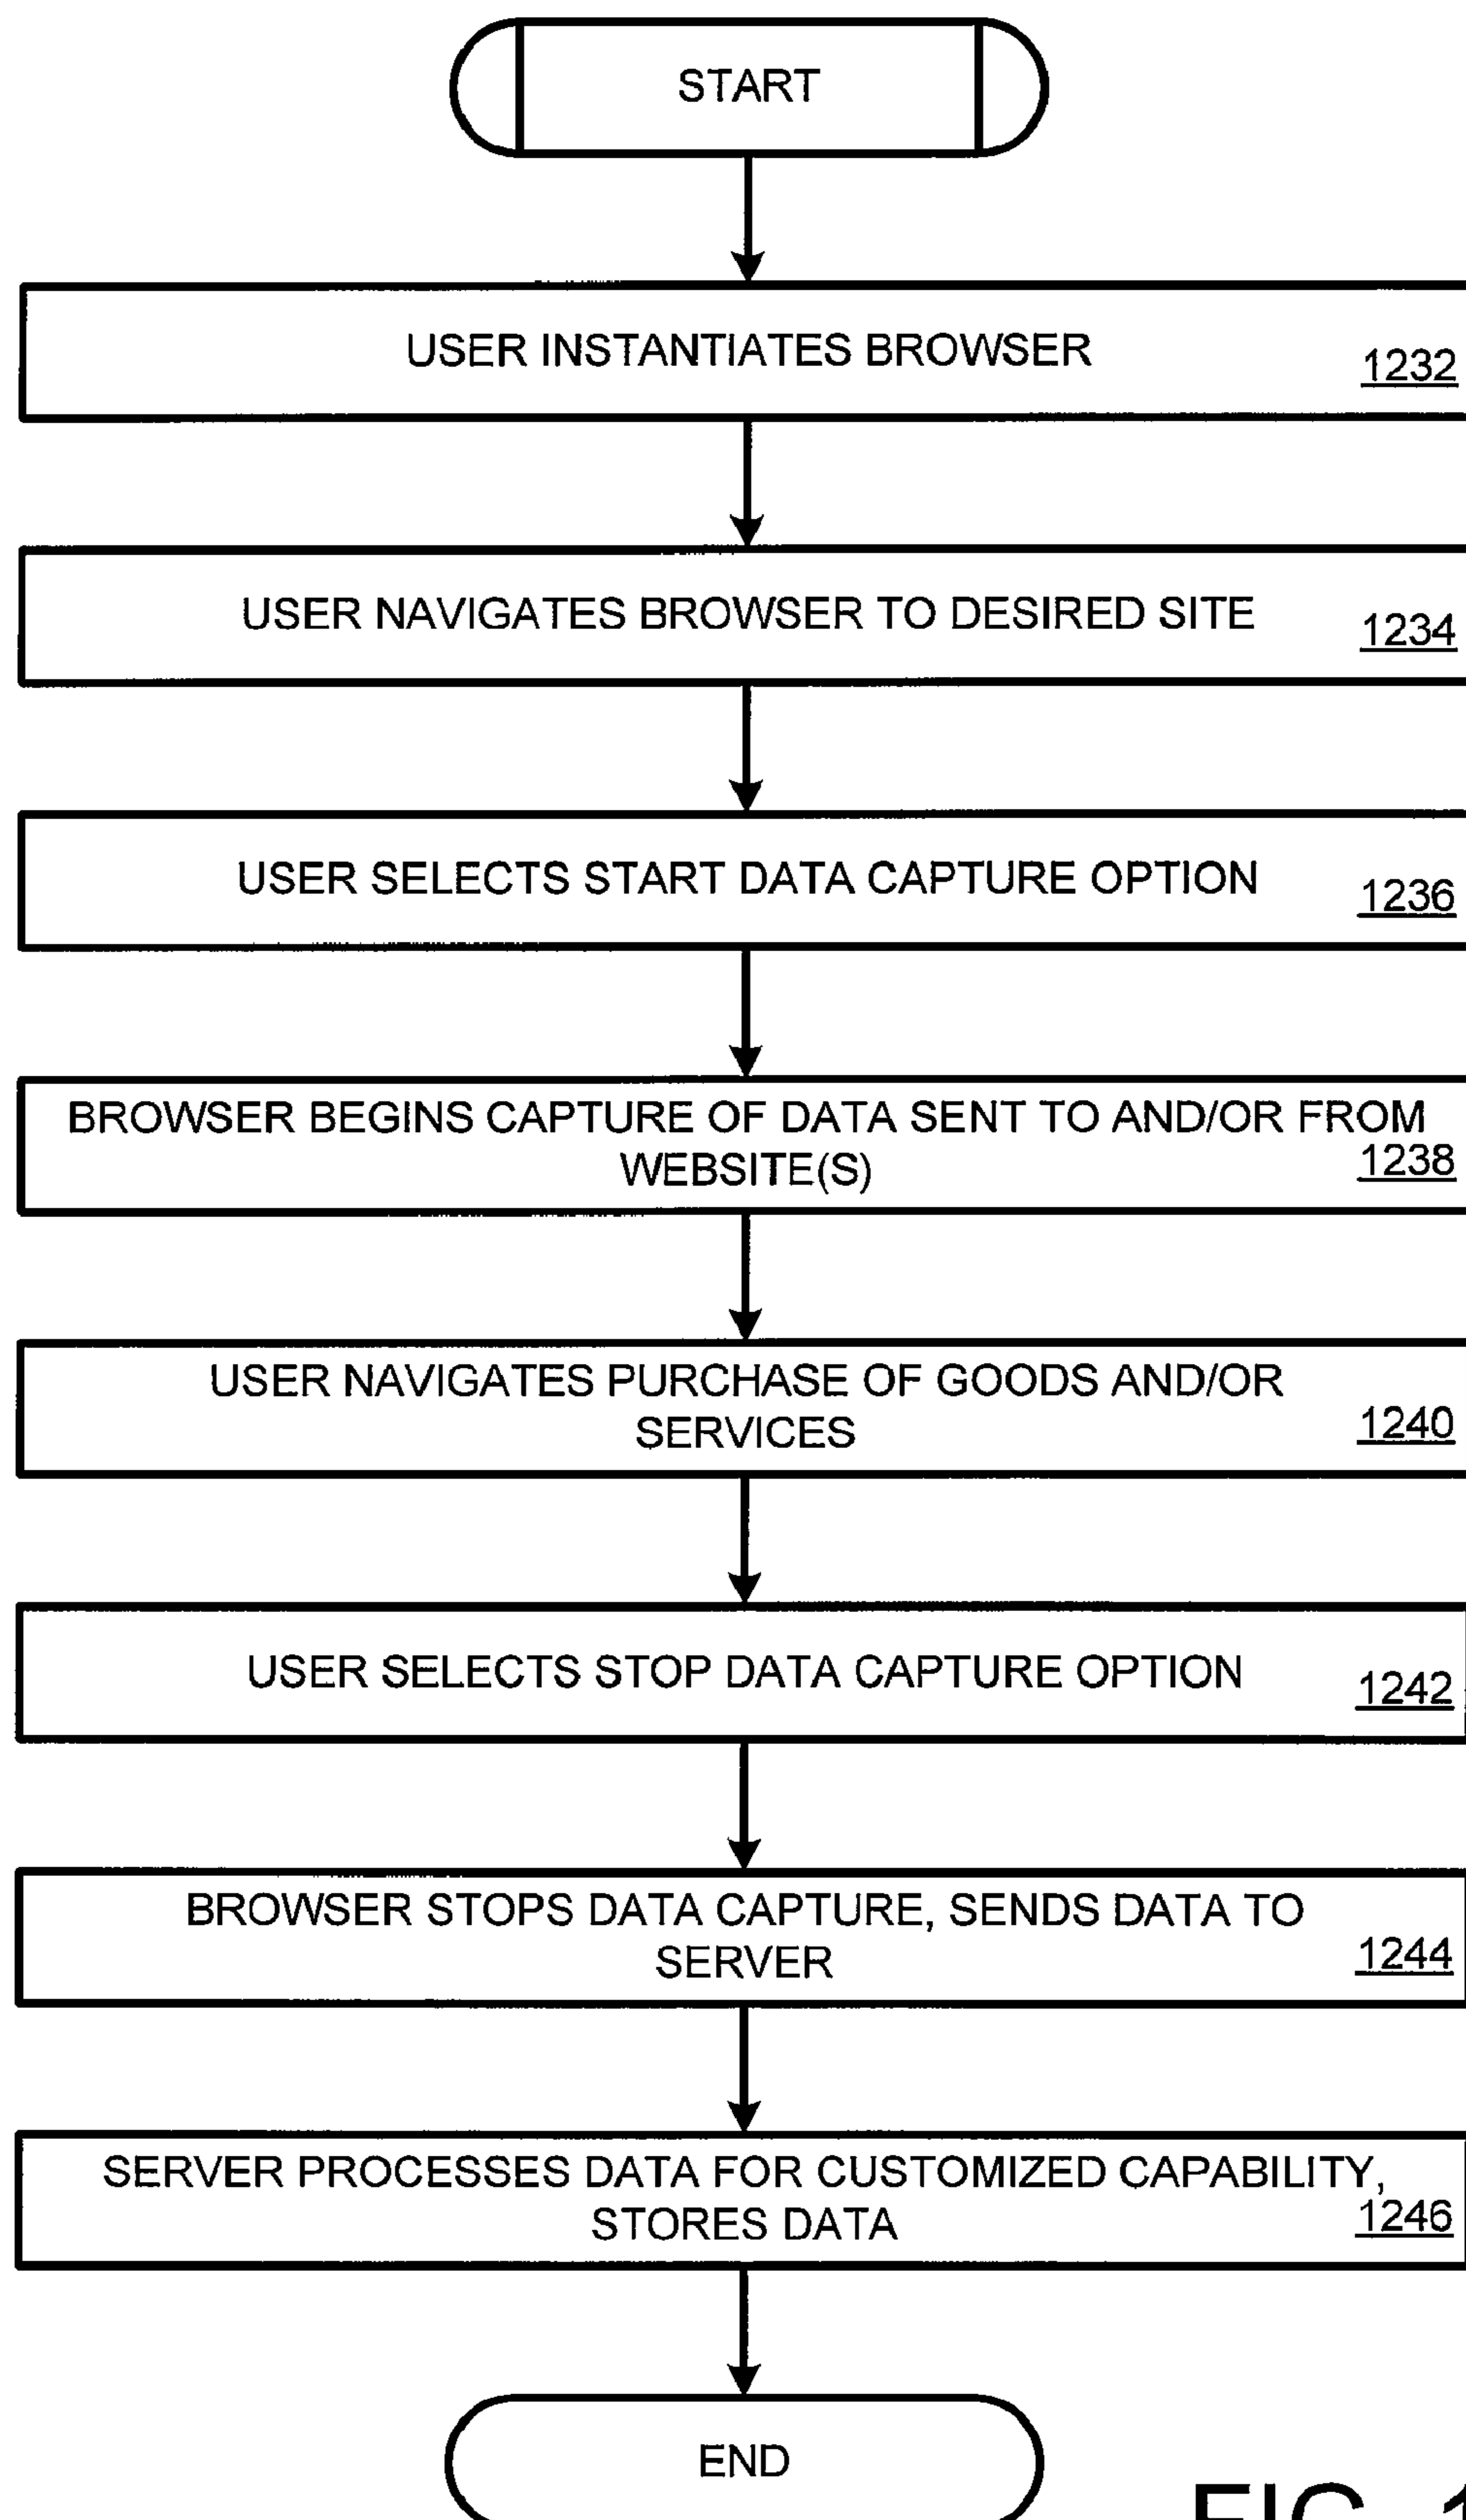 START
USER INSTANTIATES BROWSER
1232
USER NAVIGATES BROWSER TO DESIRED SITE
1234
USER SELECTS START DATA CAPTURE OPTION
1236
BROWSER BEGINS CAPTURE OF DATA SENT TO AND/OR FROM
WEBSITE(S)
1238
USER NAVIGATES PURCHASE OF GOODS AND/OR
SERVICES
1240
USER SELECTS STOP DATA CAPTURE OPTION
1242
BROWSER STOPS DATA CAPTURE, SENDS DATA TO
SERVER
1244
SERVER PROCESSES DATA FOR CUSTOMIZED CAPABILITY,
STORES DATA
1246
END
FIG.